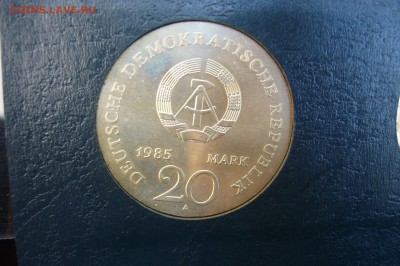 COINS.LAVE.RU
DEUTSCHE DEMOKRATISCHE REPUBLIK
1985 MARK
20
A